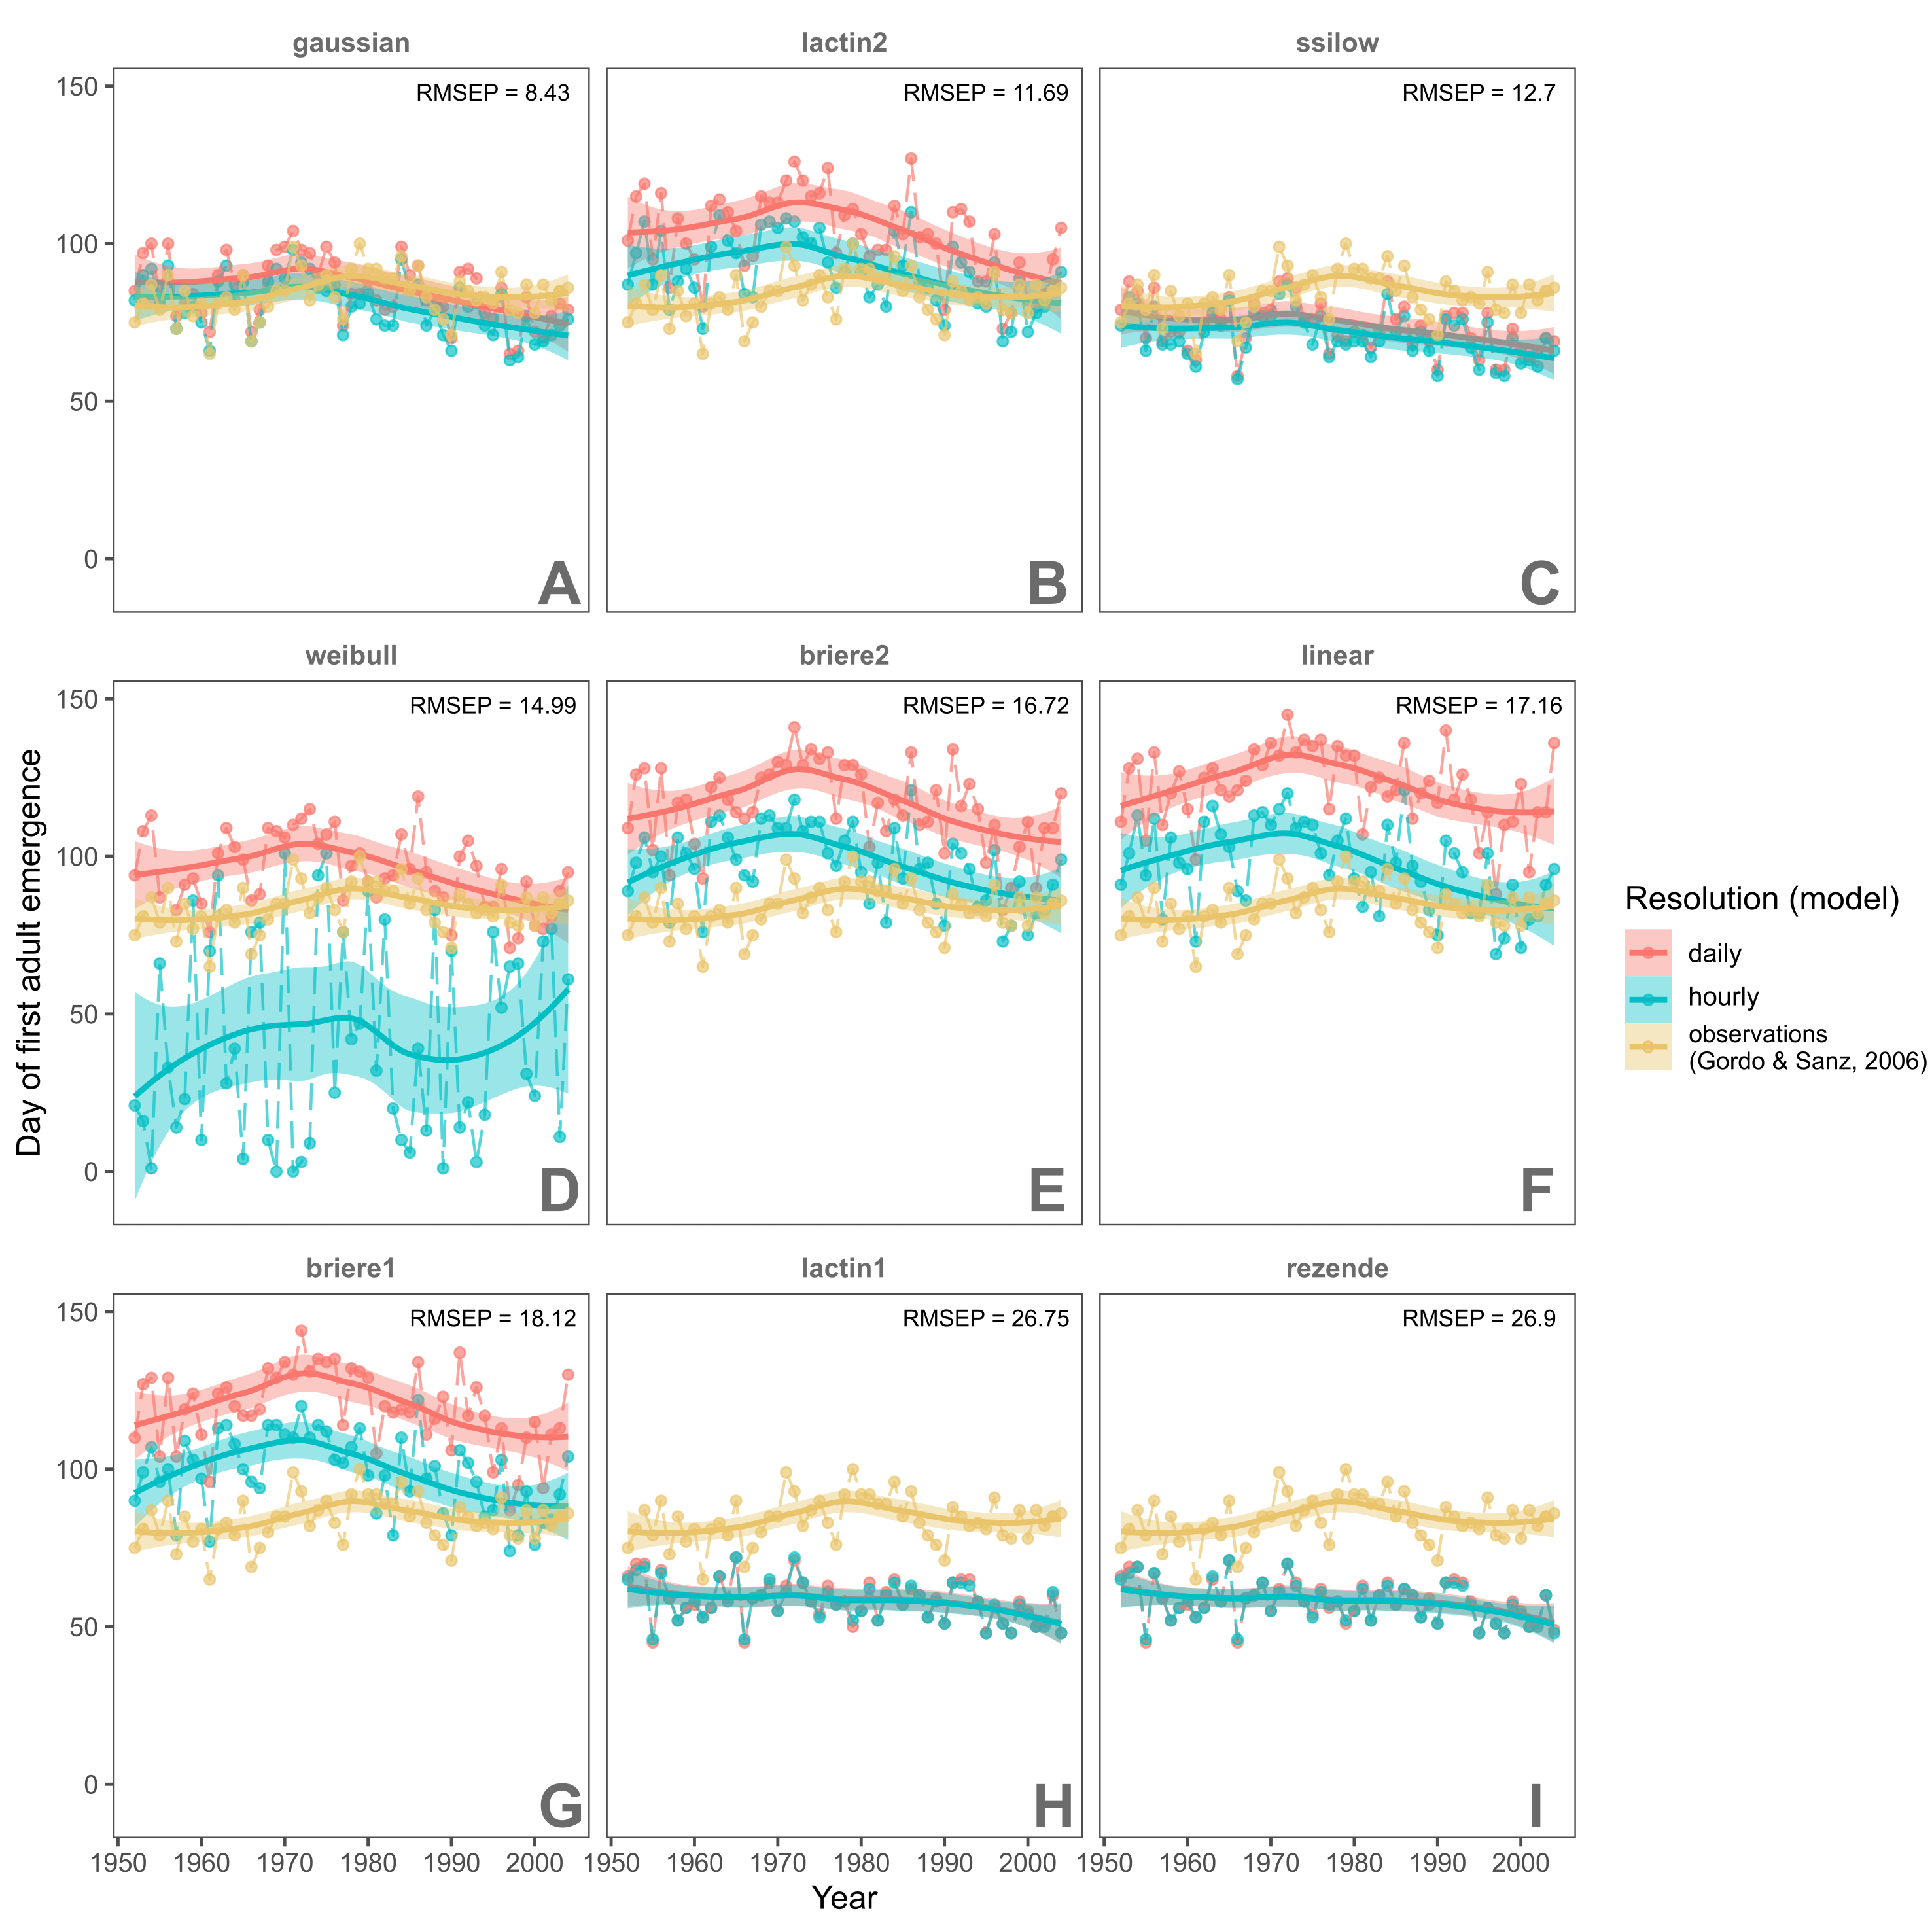 gaussian
lactin2
ssilow
RMSEP = 8.43
RMSEP = 11.69
RMSEP = 12.7
150
100
50
0
A
B
C
weibull
briere2
linear
RMSEP = 14.99
RMSEP = 16.72
RMSEP = 17.16
150
100
50
0
D
E
F
Day of first adult emergence
Resolution (model)
daily
hourly
observations
(Gordo & Sanz, 2006)
briere1
lactin1
rezende
RMSEP = 18.12
RMSEP = 26.75
RMSEP = 26.9
150
100
50
0
G
H
I
1950 1960 1970 1980 1990 2000
1950 1960 1970 1980 1990 2000
1950 1960 1970 1980 1990 2000
Year